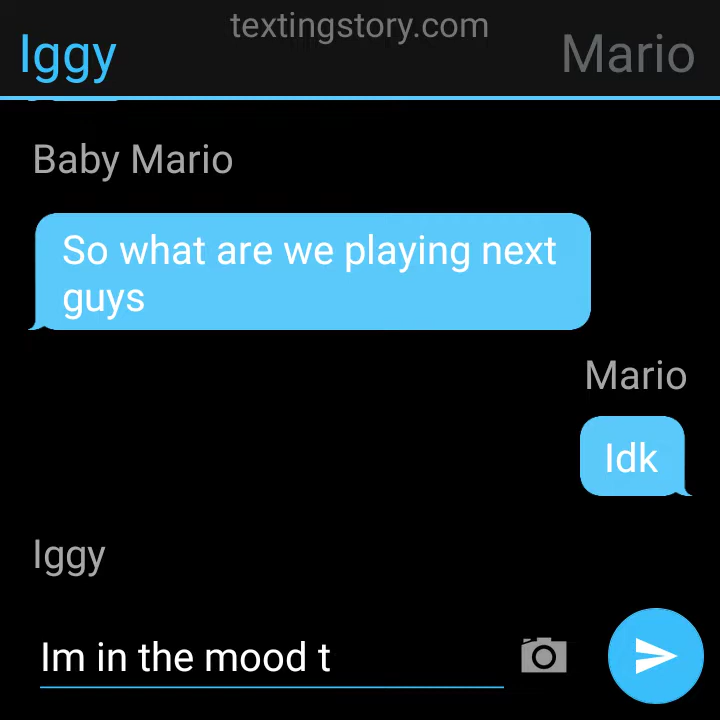 textingstory.com
Iggy
Mario
Baby Mario
So what are we playing next
guys
Mario
Idk
Iggy
Im in the mood t